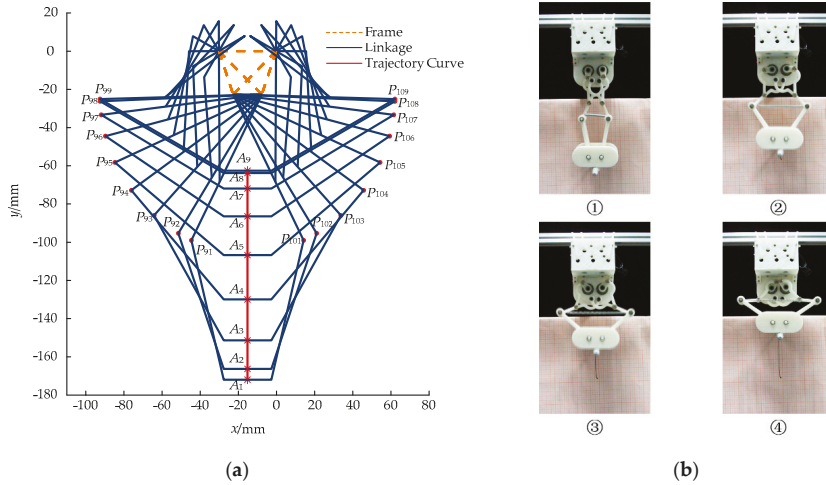 20
0
-20
-40
-60
-80
-100
-120
-140
-160
-180
y/mm
-100
-80
-60
-40
-20
0
20
40
60
80
x/mm
Frame
Linkage
Trajectory Curve
P99
P98
P97
P96
P95
P94
P93
P92
P91
P109
P108
P107
P106
P105
P104
P103
P102
P101
A9
A8
A7
A6
A5
A4
A3
A2
A1
(a)
①
②
③
④
(b)